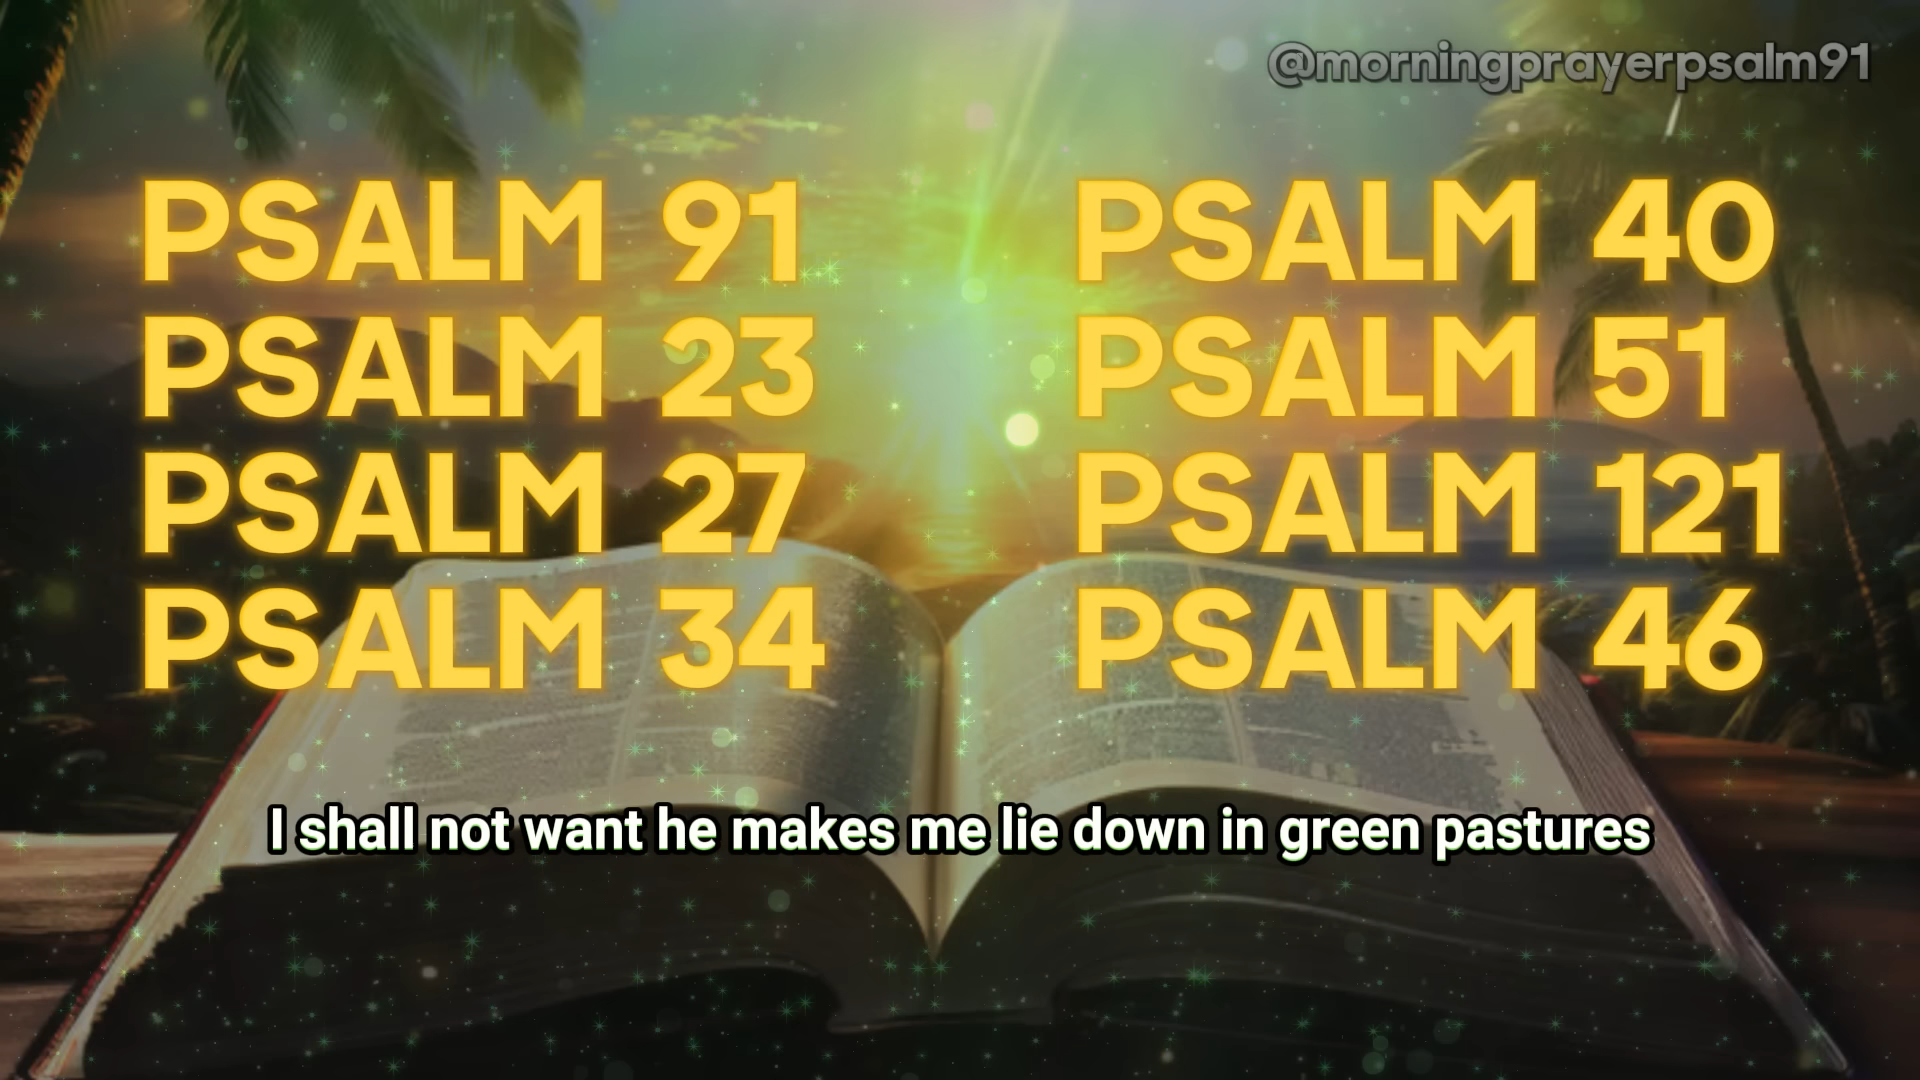 @morningprayerpsalm91
PSALM 91
PSALM 23
PSALM 27
PSALM 34
PSALM 40
PSALM 51
PSALM 121
PSALM 46
I shall not want he makes me lie down in green pastures